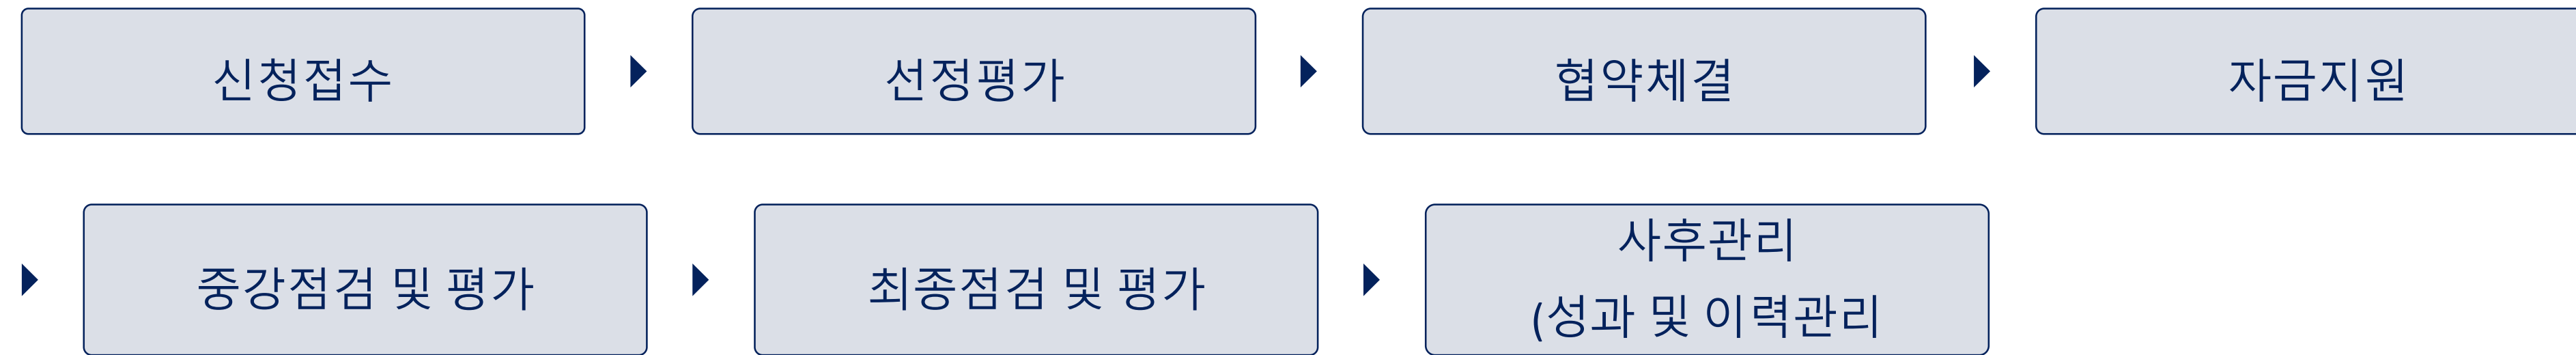 신청접수
선정평가
협약체결
자금지원
중강점검 및 평가
최종점검 및 평가
사후관리
(성과 및 이력관리